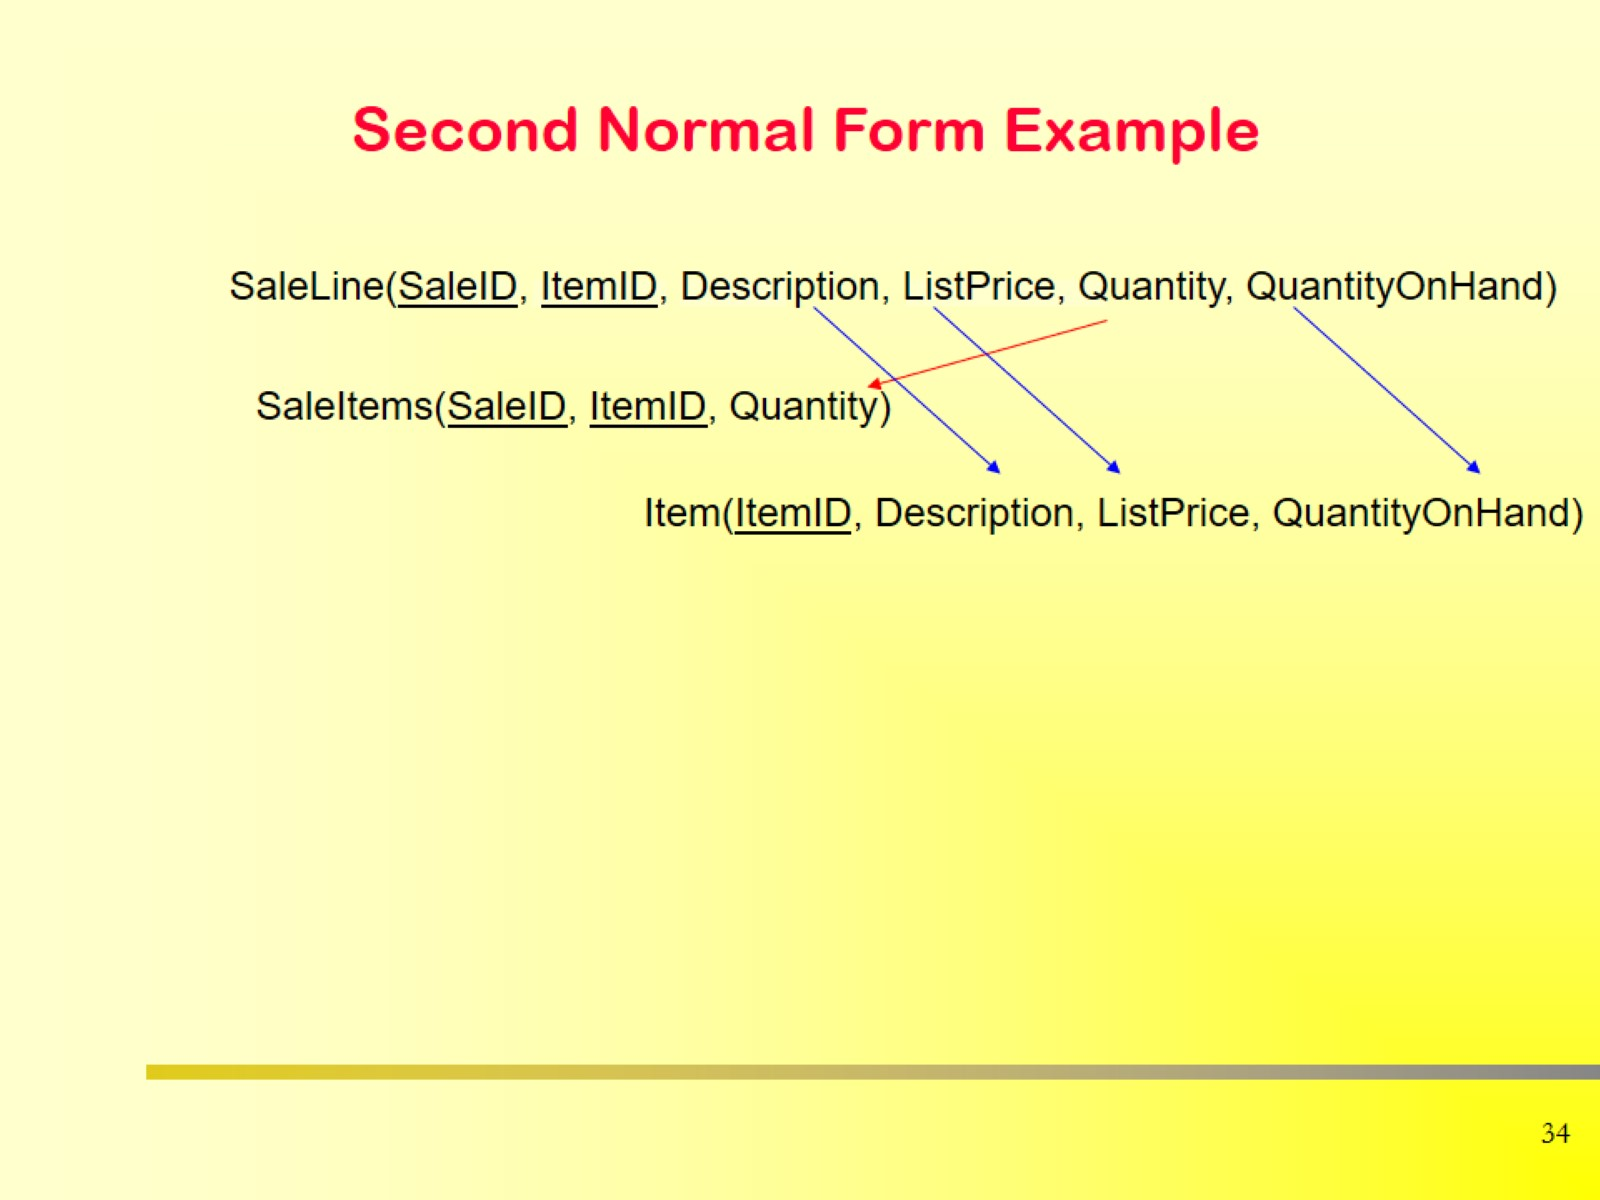 Second Normal Form Example
SaleLine(SaleID, ItemID, Description, ListPrice, Quantity, QuantityOnHand)
SaleItems(SaleID, ItemID, Quantity)
Item(ItemID, Description, ListPrice, QuantityOnHand)
34